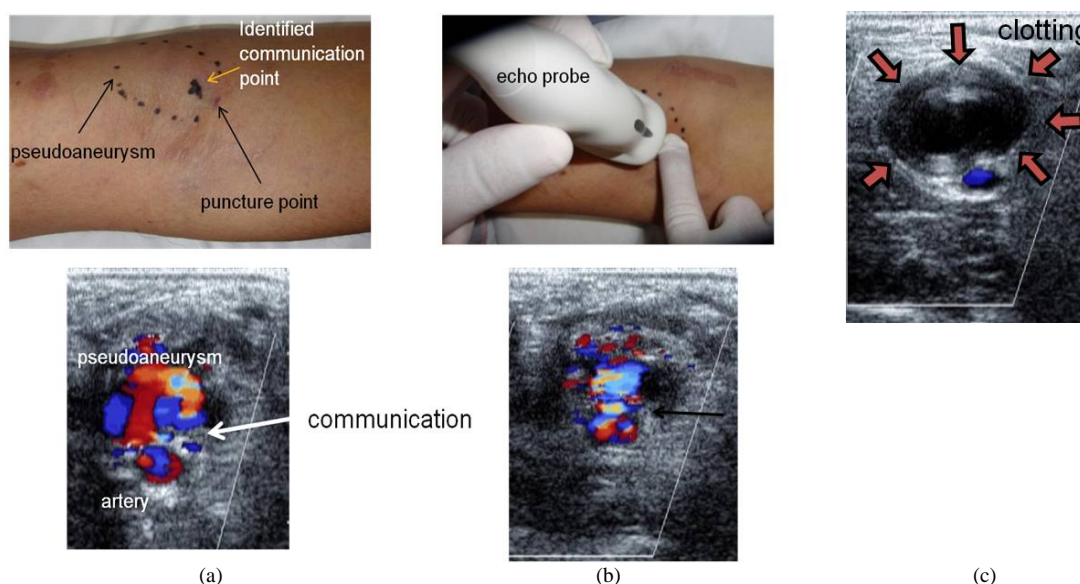 Identified
communication
point
pseudoaneurysm
puncture point
echo probe
clotting
pseudoaneurysm
communication
artery
(a)
(b)
(c)